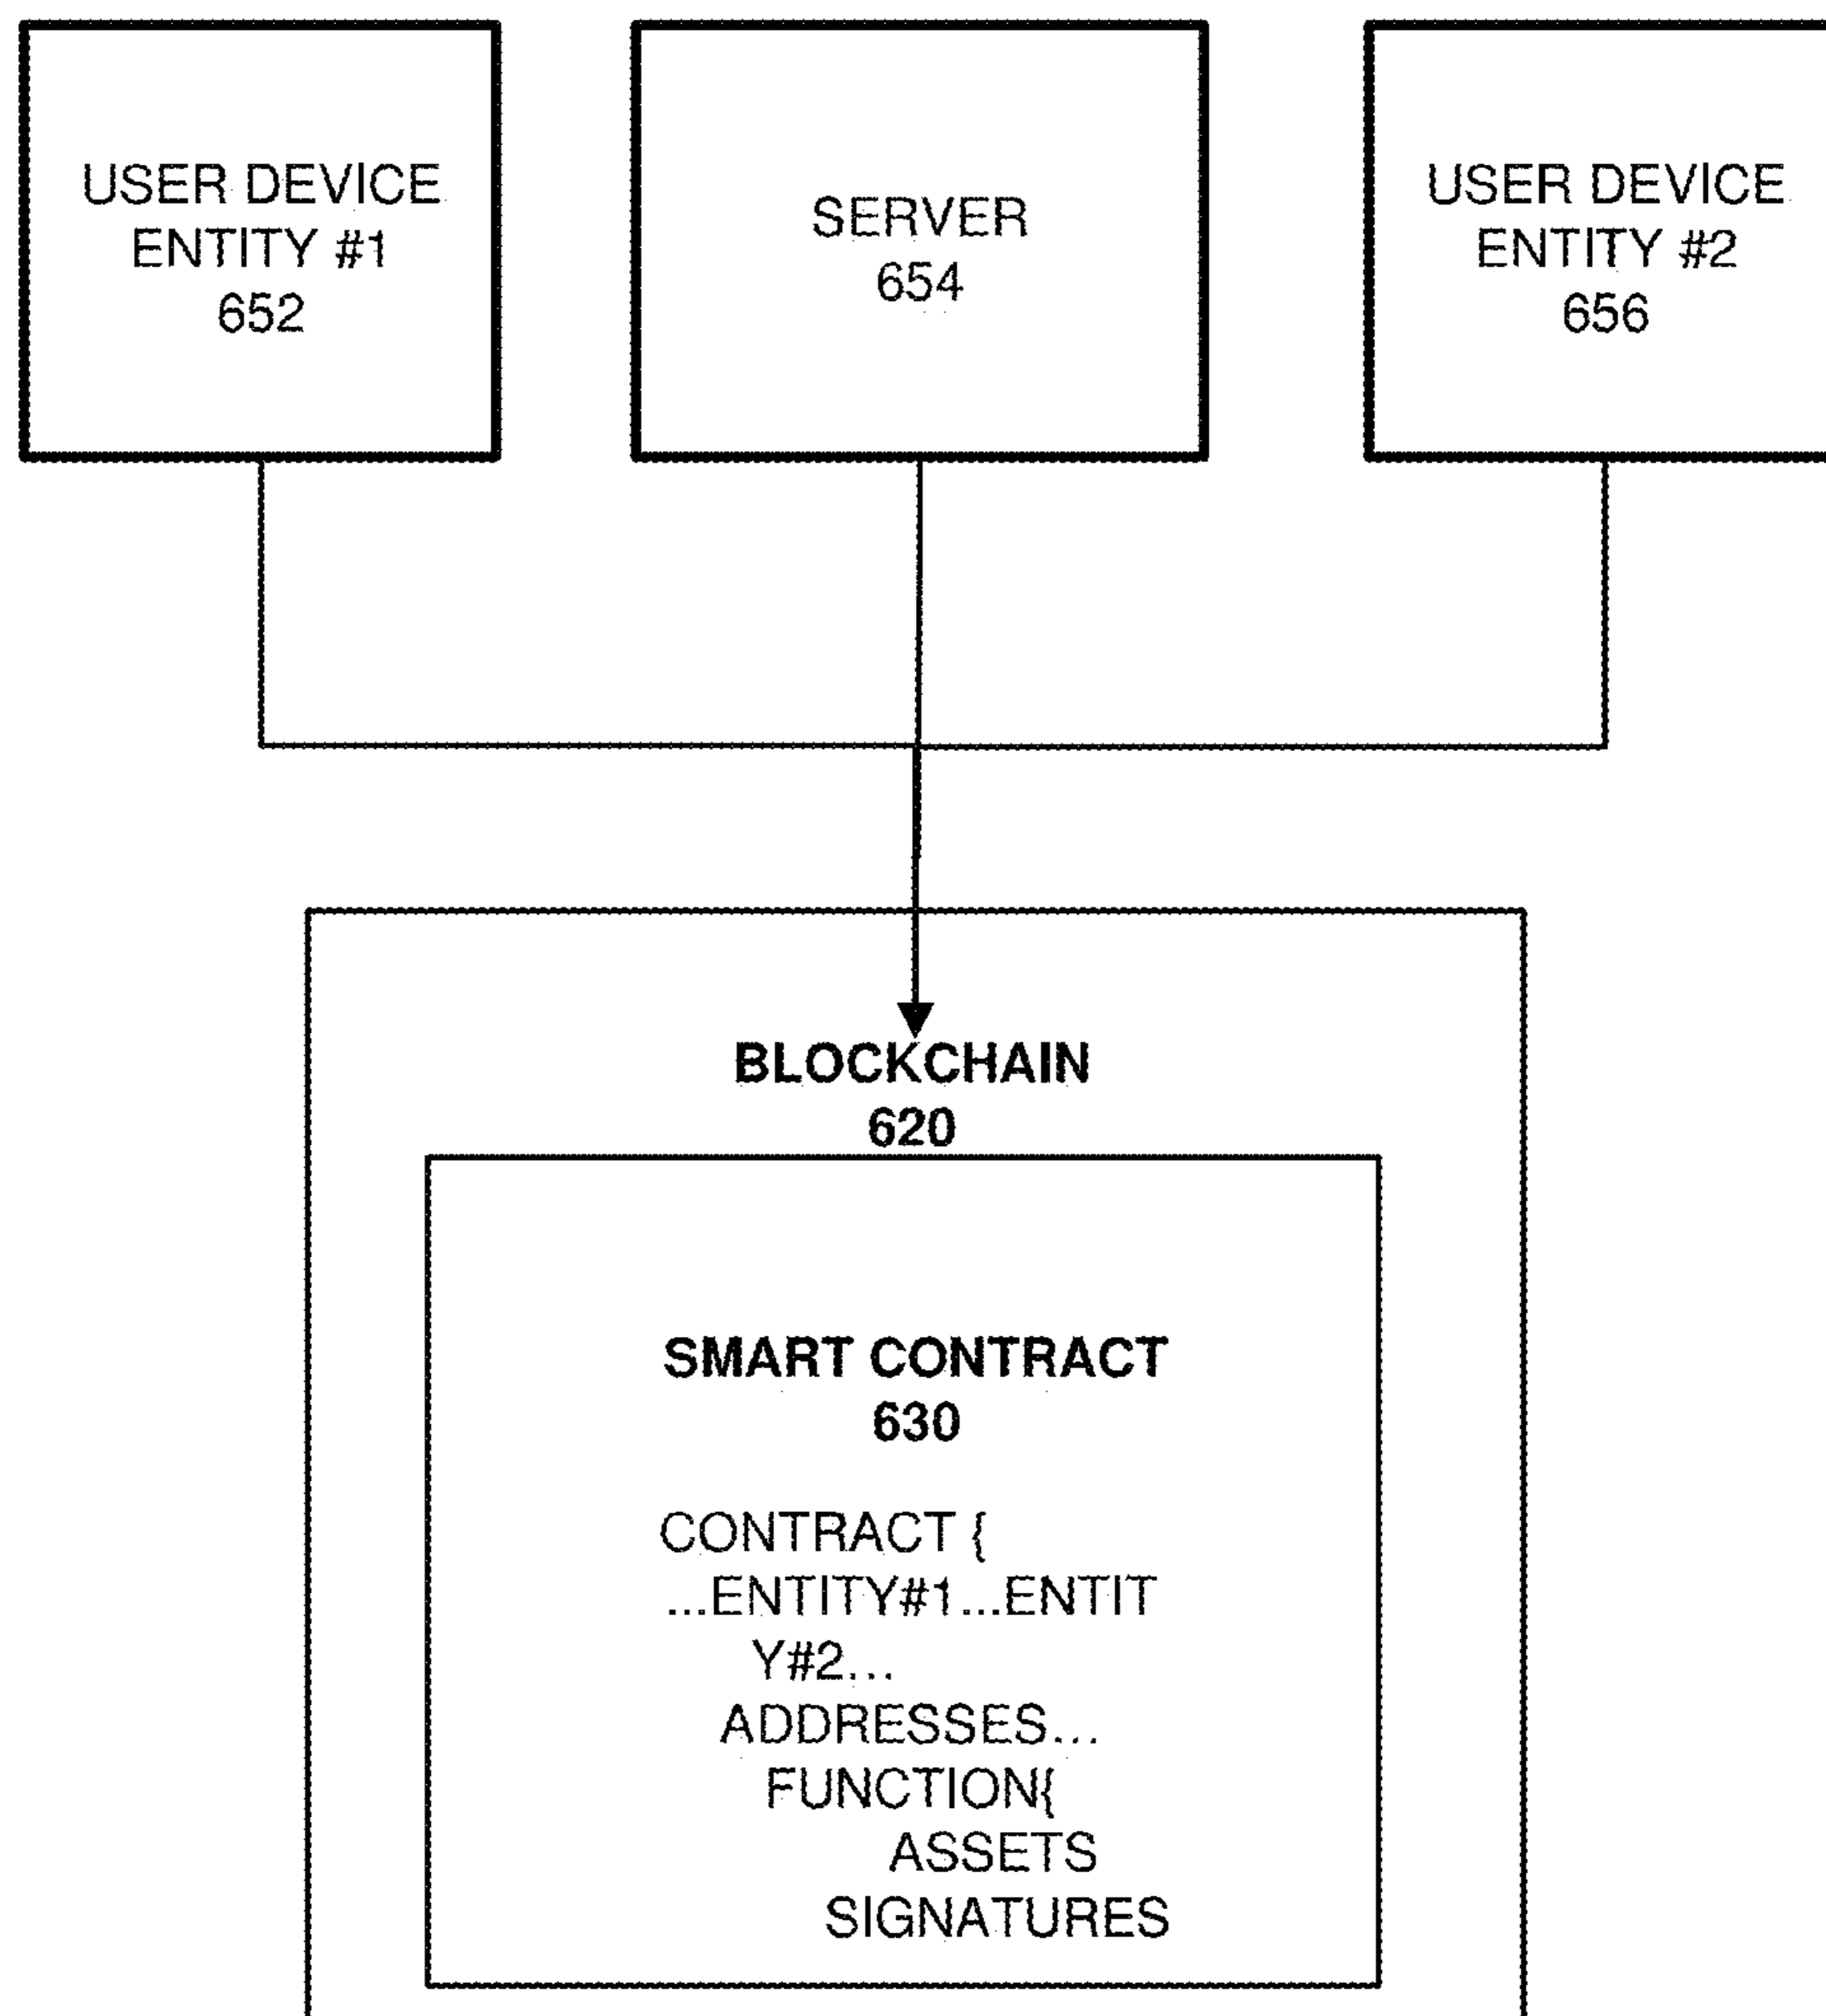 USER DEVICE
ENTITY #1
652
SERVER
654
USER DEVICE
ENTITY #2
656
BLOCKCHAIN
620
SMART CONTRACT
630
CONTRACT {
...ENTITY#1...ENTIT
Y#2...
ADDRESSES...
FUNCTION{
ASSETS
SIGNATURES